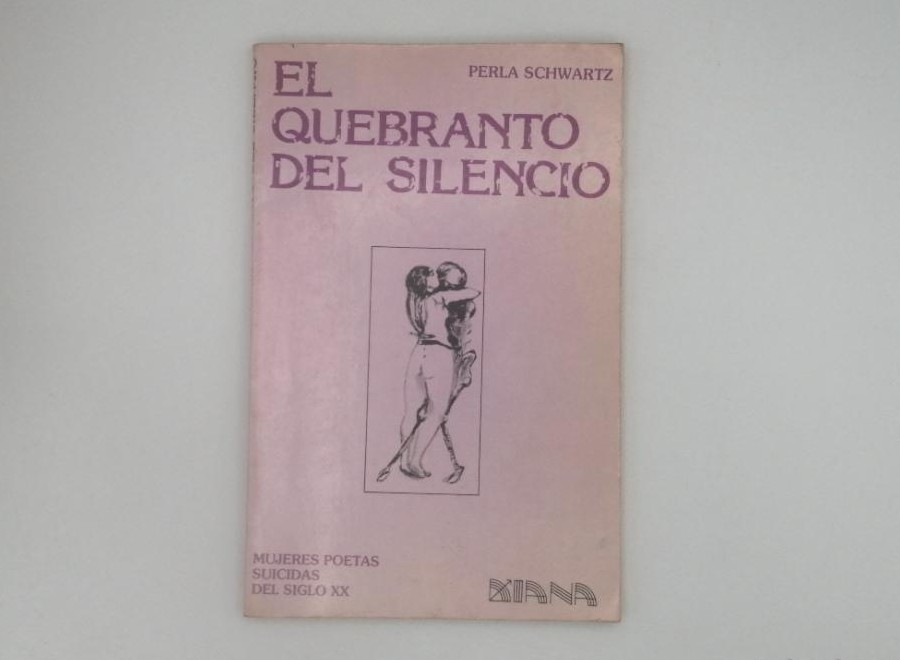 PERLA SCHWARTZ
EL
QUEBRANTO
DEL SILENCIO
MUJERES POETAS
SUICIDAS
DEL SIGLO XX
DIANA